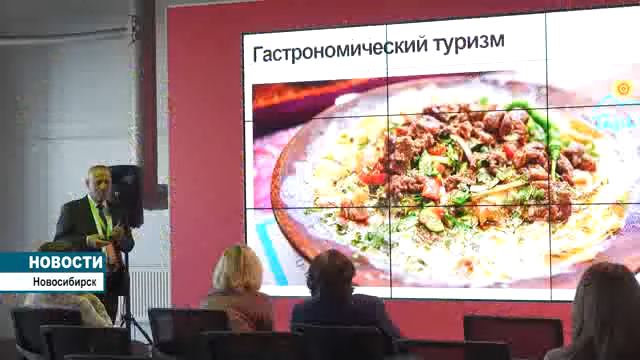 Гастрономический туризм
НОВОСТИ
Новосибирск